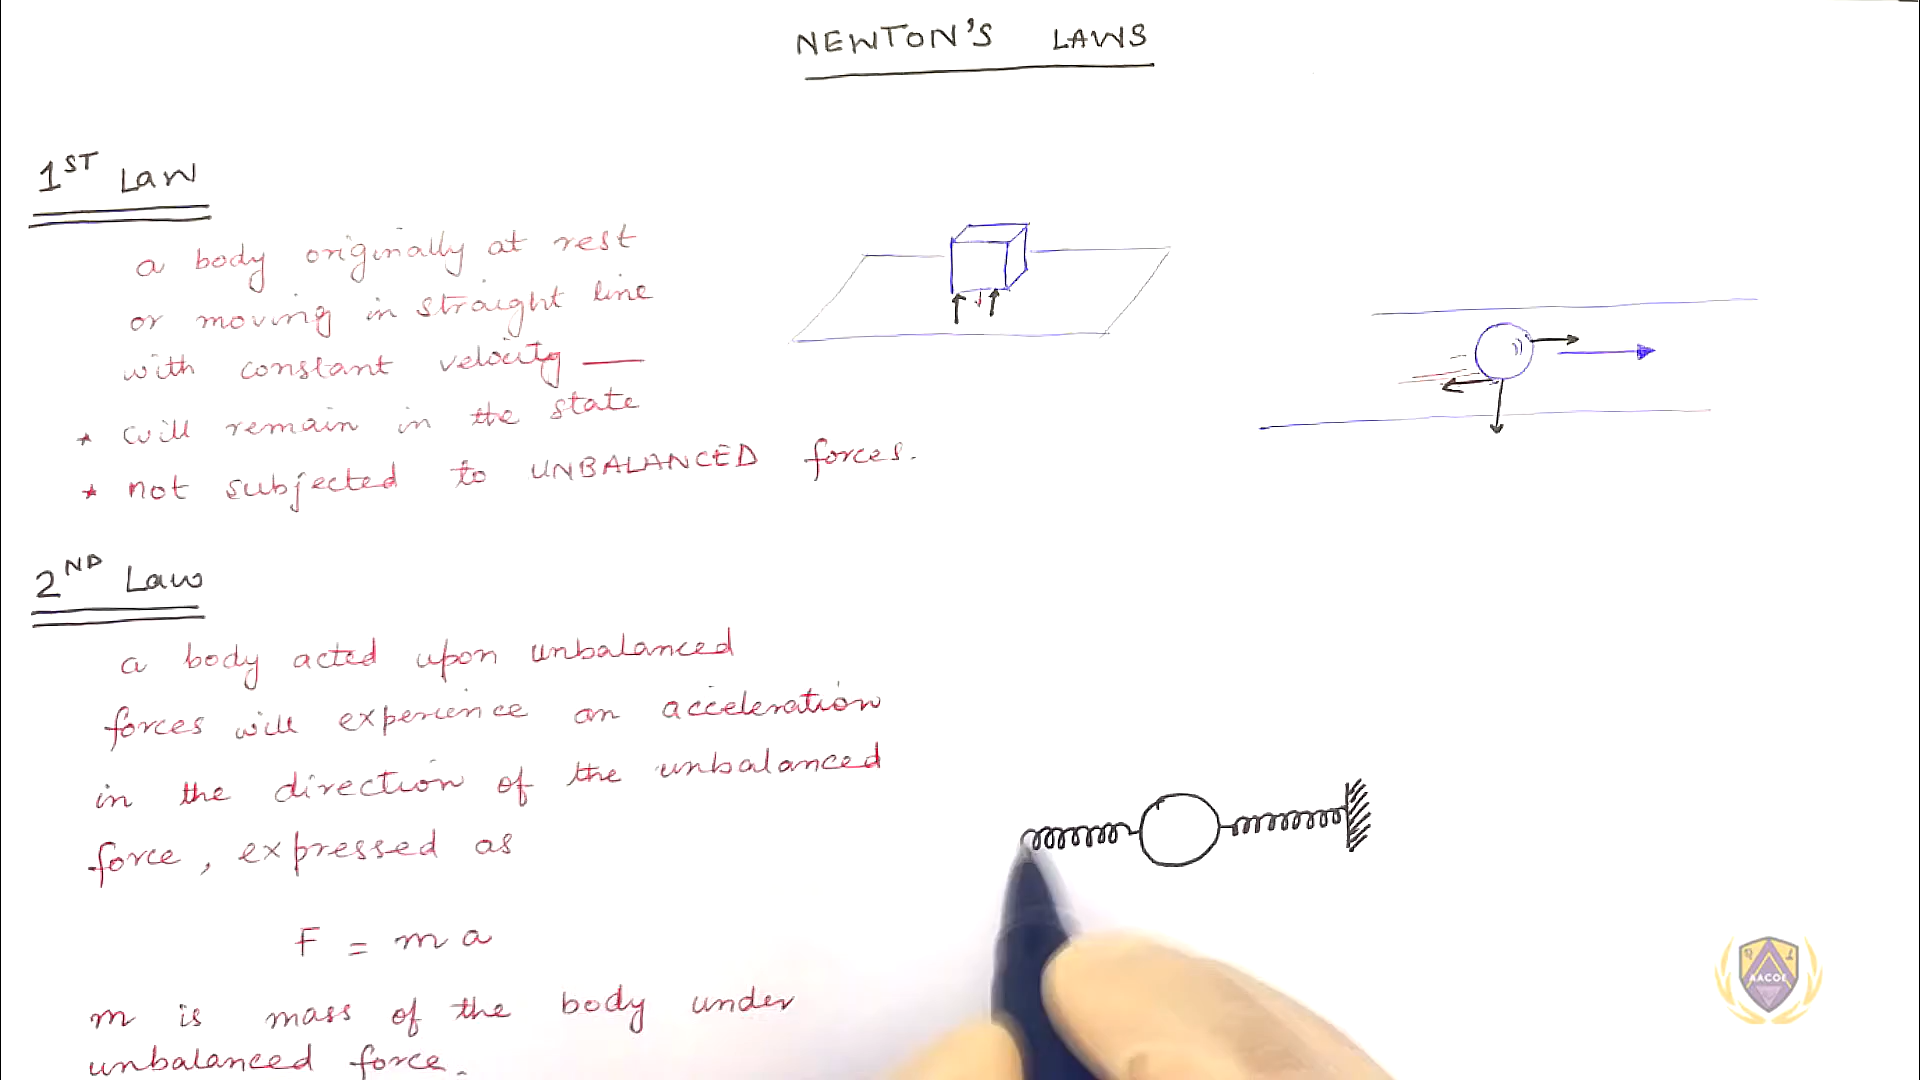 NEWTON'S LAWS
1ST Law
a body originally at rest
or moving in straight line
with constant velocity —
* will remain in the state
* not subjected to UNBALANCED forces.
2ND Law
a body acted upon unbalanced
forces will experience an acceleration
in the direction of the unbalanced
force, expressed as
F = ma
m is mass of the body under
unbalanced force.
AACOE